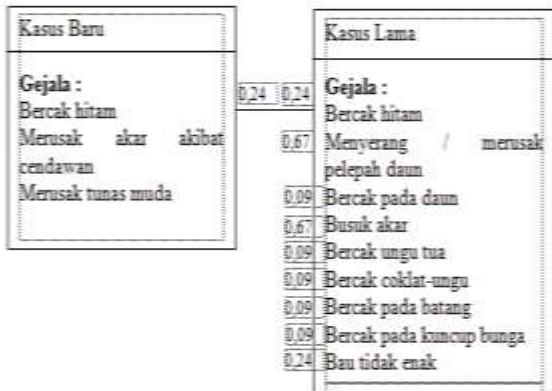 Kasus Baru
Gejala :
Bercak hitam
Merusak akar akibat
cendawan
Merusak tunas muda
0,24 0,24
Kasus Lama
Gejala :
Bercak hitam
0,67 Menyerang / merusak
pelepah daun
0,09 Bercak pada daun
0,67 Busuk akar
0,09 Bercak ungu tua
0,09 Bercak coklat-ungu
0,09 Bercak pada batang
0,09 Bercak pada kuncup bunga
0,24 Bau tidak enak